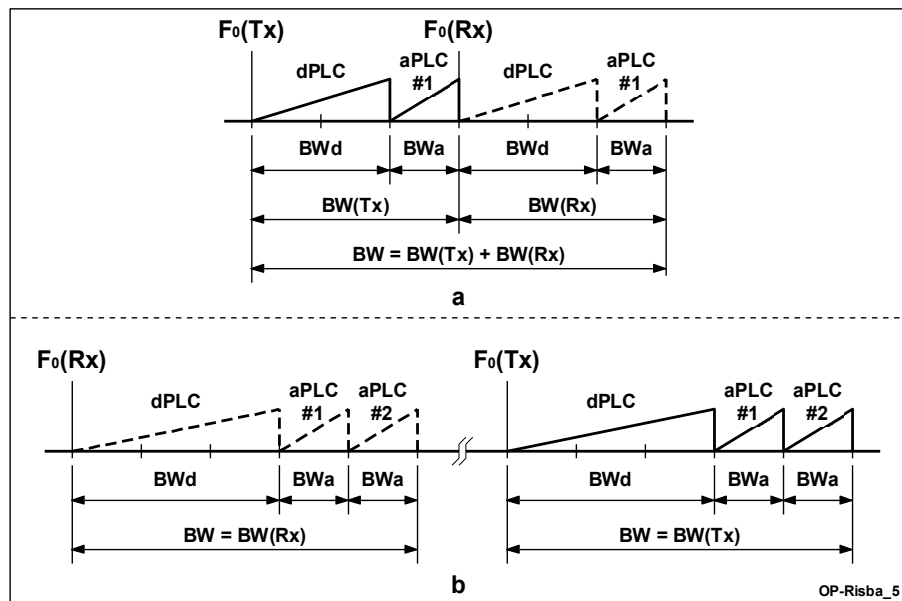 F₀(Tx) F₀(Rx)
dPLC aPLC #1 dPLC aPLC #1
BWd BWa BWd BWa
BW(Tx) BW(Rx)
BW = BW(Tx) + BW(Rx)
a
F₀(Rx) F₀(Tx)
dPLC aPLC #1 aPLC #2 dPLC aPLC #1 aPLC #2
BWd BWa BWa BWd BWa BWa
BW = BW(Rx) BW = BW(Tx)
b
OP-Risba_5